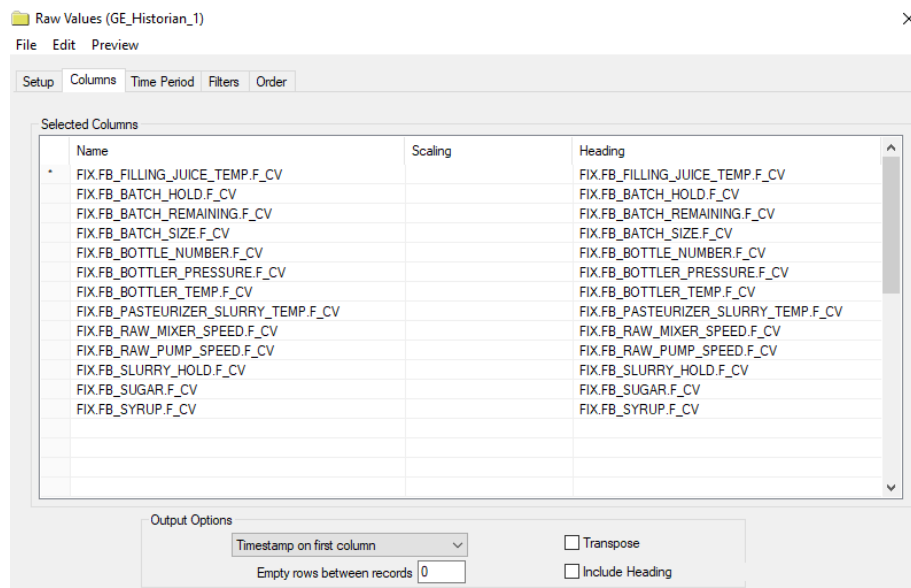 Raw Values (GE_Historian_1)
File Edit Preview
Setup Columns Time Period Filters Order
Selected Columns
Name Scaling Heading
* FIX.FB_FILLING_JUICE_TEMP.F_CV FIX.FB_FILLING_JUICE_TEMP.F_CV
FIX.FB_BATCH_HOLD.F_CV FIX.FB_BATCH_HOLD.F_CV
FIX.FB_BATCH_REMAINING.F_CV FIX.FB_BATCH_REMAINING.F_CV
FIX.FB_BATCH_SIZE.F_CV FIX.FB_BATCH_SIZE.F_CV
FIX.FB_BOTTLE_NUMBER.F_CV FIX.FB_BOTTLE_NUMBER.F_CV
FIX.FB_BOTTLER_PRESSURE.F_CV FIX.FB_BOTTLER_PRESSURE.F_CV
FIX.FB_BOTTLER_TEMP.F_CV FIX.FB_BOTTLER_TEMP.F_CV
FIX.FB_PASTEURIZER_SLURRY_TEMP.F_CV FIX.FB_PASTEURIZER_SLURRY_TEMP.F_CV
FIX.FB_RAW_MIXER_SPEED.F_CV FIX.FB_RAW_MIXER_SPEED.F_CV
FIX.FB_RAW_PUMP_SPEED.F_CV FIX.FB_RAW_PUMP_SPEED.F_CV
FIX.FB_SLURRY_HOLD.F_CV FIX.FB_SLURRY_HOLD.F_CV
FIX.FB_SUGAR.F_CV FIX.FB_SUGAR.F_CV
FIX.FB_SYRUP.F_CV FIX.FB_SYRUP.F_CV
Output Options
Timestamp on first column Transpose
Empty rows between records 0 Include Heading